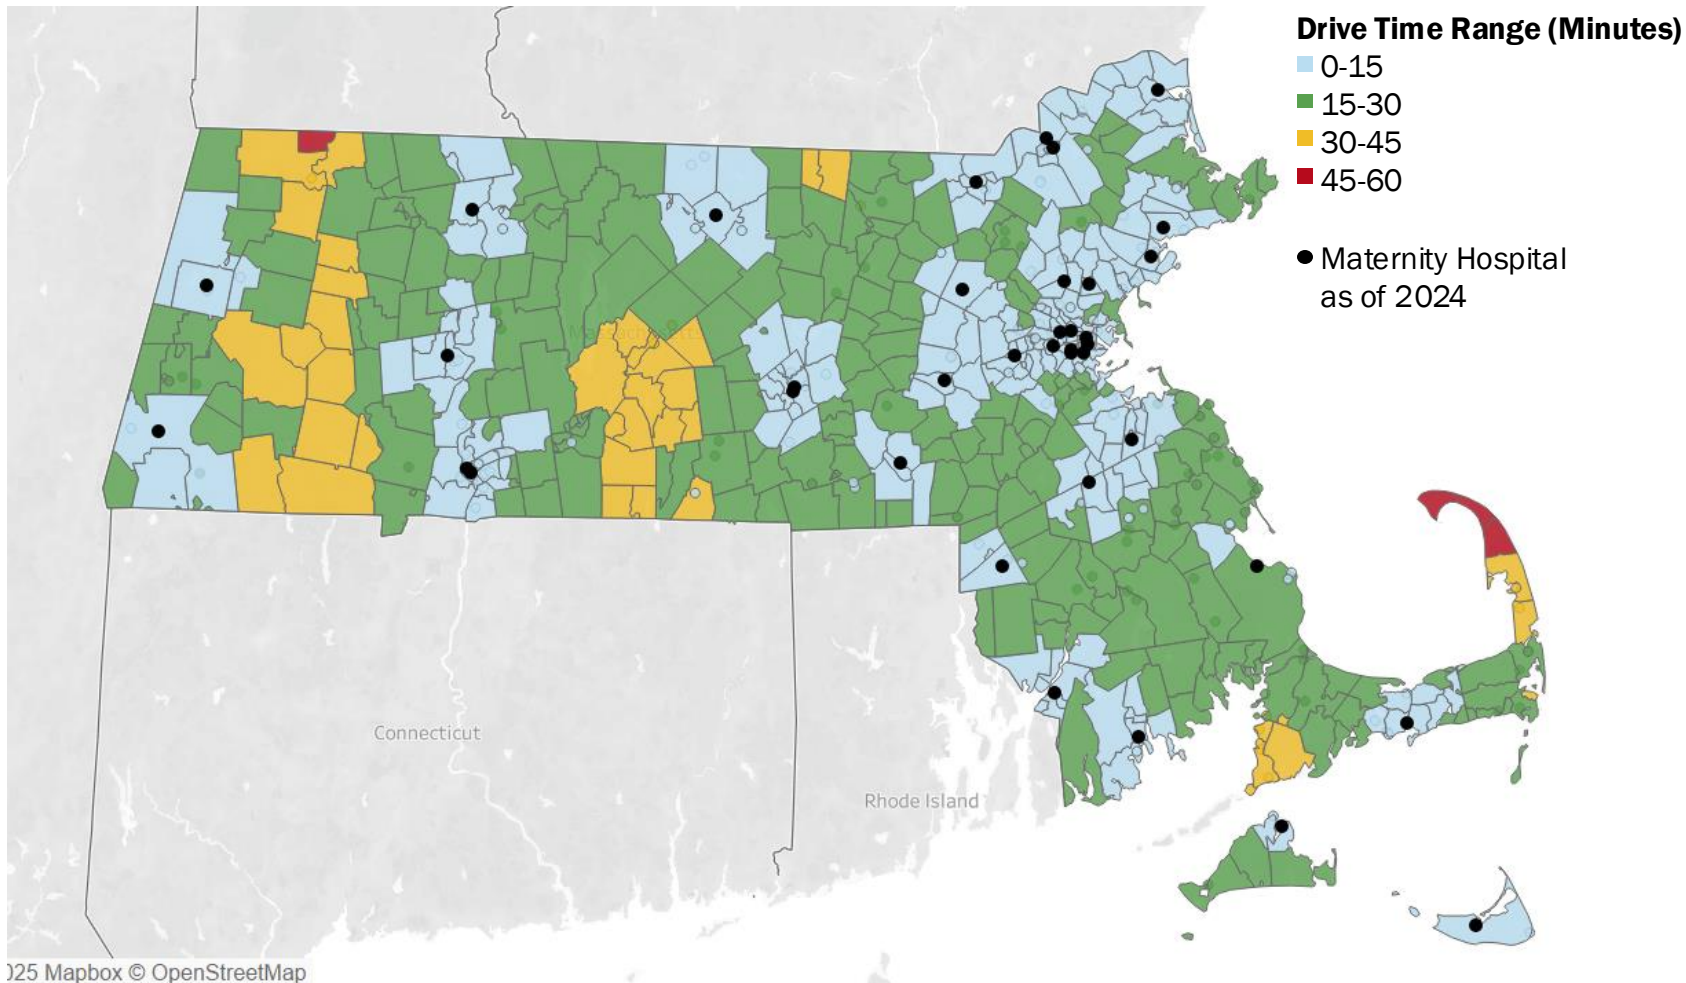 Drive Time Range (Minutes)
0-15
15-30
30-45
45-60
Maternity Hospital
as of 2024
Massachusetts
Connecticut
Rhode Island
025 Mapbox © OpenStreetMap